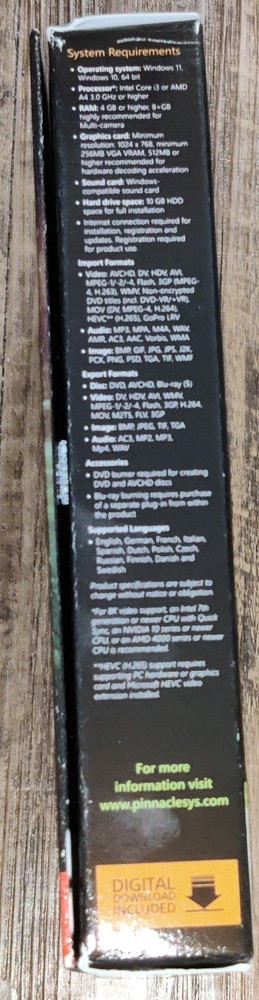 System Requirements
• Operating system: Windows 11,
Windows 10, 64 bit
• Processor*: Intel Core i3 or AMD
A4 3.0 GHz or higher
• RAM: 4 GB or higher, 8+GB
highly recommended for
Multi-camera
• Graphics card: Minimum
resolution: 1024 x 768, minimum
256MB VGA VRAM, 512MB or
higher recommended for
hardware decoding acceleration
• Sound card: Windows-
compatible sound card
• Hard drive space: 10 GB HDD
space for full installation
• Internet connection required for
installation, registration and
updates. Registration required
for product use.
Import Formats
• Video: AVCHD, DV, HDV, AVI,
MPEG-1/-2/-4, Flash, 3GP (MPEG-
4, H.263), WMV, Non-encrypted
DVD titles (incl. DVD-VR/+VR),
MOV (DV, MPEG-4, H.264),
HEVC** (H.265), GoPro LRV
• Audio: MP3, MPA, M4A, WAV,
AMR, AC3, AAC, Vorbis, WMA
• Image: BMP, GIF, JPG, JPS, J2K,
PCX, PNG, PSD, TGA, TIF, WMF
Export Formats
• Disc: DVD, AVCHD, Blu-ray ($)
• Video: DV, HDV, AVI, WMV,
MPEG-1/-2/-4, Flash, 3GP, H.264,
MOV, M2TS, FLV, 3GP
• Image: BMP, JPEG, TIF, TGA
• Audio: AC3, MP2, MP3,
Mp4, WAV
Accessories
• DVD burner required for creating
DVD and AVCHD discs
• Blu-ray burning requires purchase
of a separate plug-in from within
the product
Supported Languages
• English, German, French, Italian,
Spanish, Dutch, Polish, Czech,
Russian, Finnish, Danish and
Swedish
Product specifications are subject to
change without notice or obligation.
*For 8K video support, an Intel 7th
generation or newer CPU with Quick
Sync, an NVIDIA 10 series or newer
GPU, or an AMD 4000 series or newer
CPU is recommended.
**HEVC (H.265) support requires
supporting PC hardware or graphics
card and Microsoft HEVC video
extension installed.
For more
information visit
www.pinnaclesys.com
DIGITAL
DOWNLOAD
INCLUDED